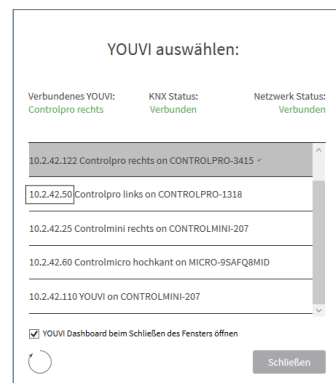 YOUVI auswählen:
Verbundenes YOUVI: KNX Status: Netzwerk Status:
Controlpro rechts Verbunden Verbunden
10.2.42.122 Controlpro rechts on CONTROLPRO-3415
10.2.42.50 Controlpro links on CONTROLPRO-1318
10.2.42.25 Controlmini rechts on CONTROLMINI-207
10.2.42.60 Controlmicro hochkant on MICRO-9SAFQ8MID
10.2.42.110 YOUVI on CONTROLMINI-207
YOUVI Dashboard beim Schließen des Fensters öffnen
Schließen